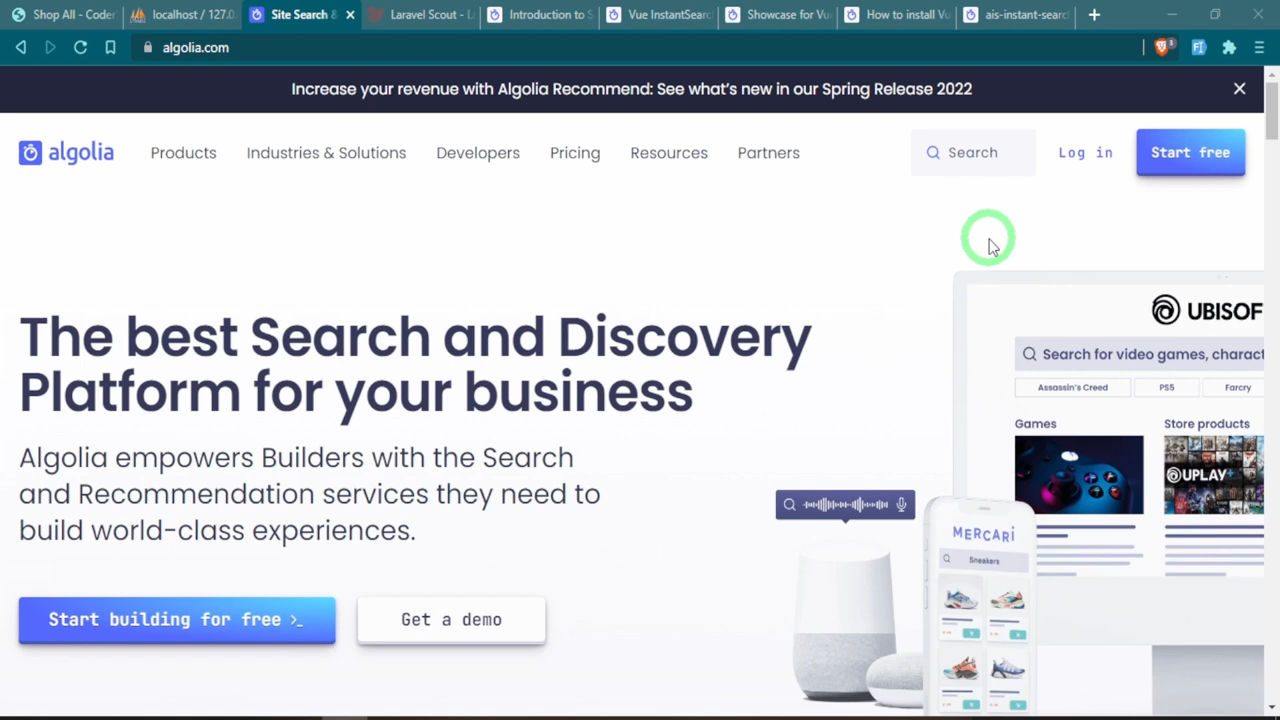 Shop All - Coder
localhost / 127.0.
Site Search &
Laravel Scout - L
Introduction to S
Vue InstantSearc
Showcase for Vu
How to install Vu
ais-instant-searc
algolia.com
Increase your revenue with Algolia Recommend: See what's new in our Spring Release 2022
algolia
Products
Industries & Solutions
Developers
Pricing
Resources
Partners
Search
Log in
Start free
The best Search and Discovery
Platform for your business
Algolia empowers Builders with the Search
and Recommendation services they need to
build world-class experiences.
Start building for free >_
Get a demo
UBISOF
Search for video games, charact
Assassin's Creed
PS5
Farcry
Games
Store products
UPLAY+
MERCARI
Sneakers